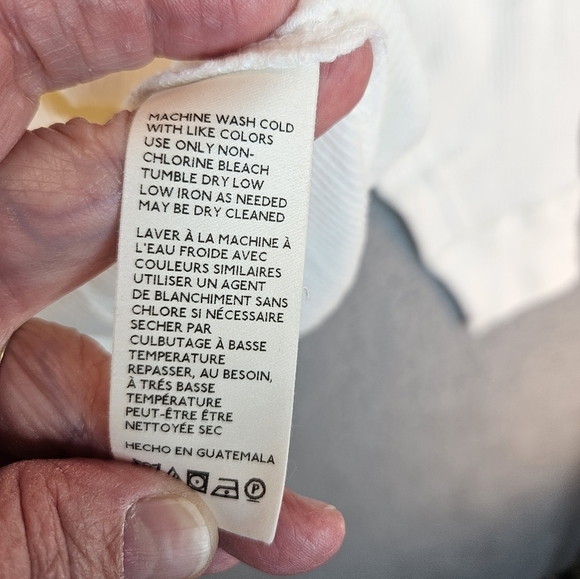 MACHINE WASH COLD
WITH LIKE COLORS
USE ONLY NON-
CHLORINE BLEACH
TUMBLE DRY LOW
LOW IRON AS NEEDED
MAY BE DRY CLEANED
LAVER À LA MACHINE À
L'EAU FROIDE AVEC
COULEURS SIMILAIRES
UTILISER UN AGENT
DE BLANCHIMENT SANS
CHLORE SI NÉCESSAIRE
SECHER PAR
CULBUTAGE À BASSE
TEMPERATURE
REPASSER, AU BESOIN,
À TRÉS BASSE
TEMPÉRATURE
PEUT-ÊTRE ÊTRE
NETTOYÉE SEC
HECHO EN GUATEMALA
P